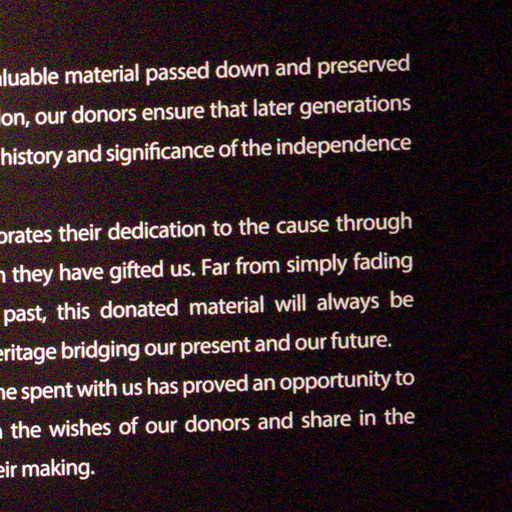 aluable material passed down and preserved
on, our donors ensure that later generations
history and significance of the independence
orates their dedication to the cause through
they have gifted us. Far from simply fading
past, this donated material will always be
eritage bridging our present and our future.
me spent with us has proved an opportunity to
the wishes of our donors and share in the
eir making.